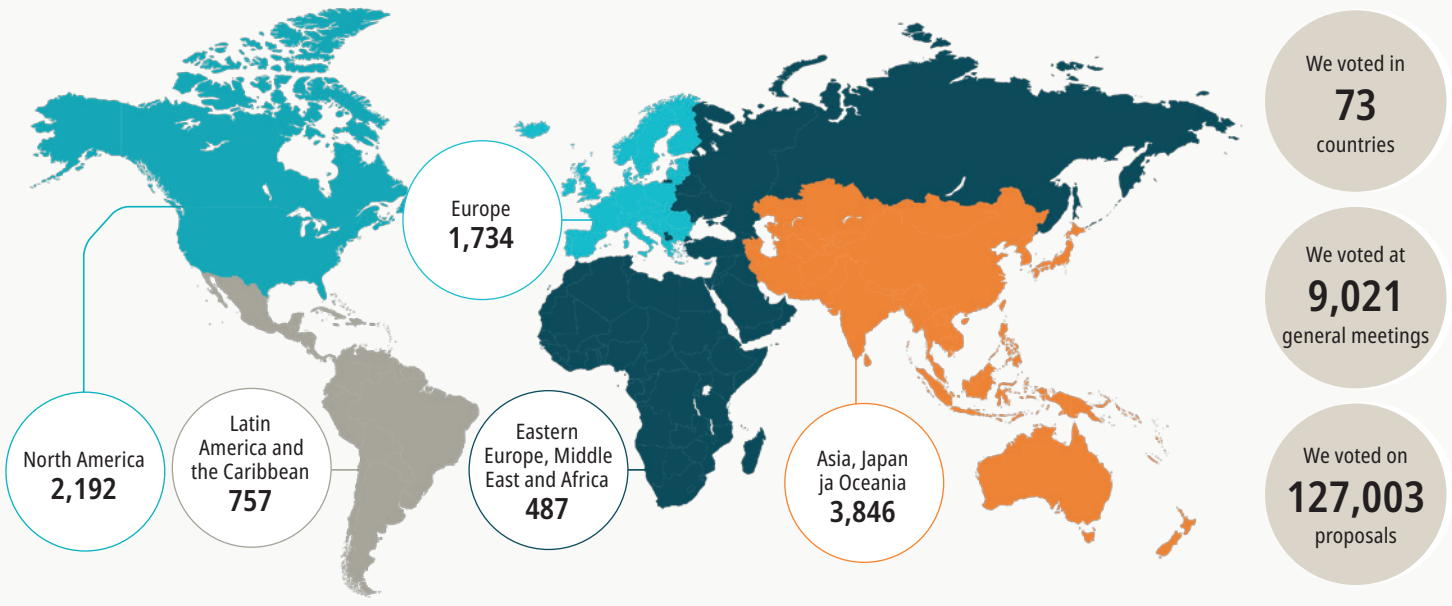 We voted in
73
countries
We voted at
9,021
general meetings
We voted on
127,003
proposals
Europe
1,734
North America
2,192
Latin
America and
the Caribbean
757
Eastern
Europe, Middle
East and Africa
487
Asia, Japan
ja Oceania
3,846